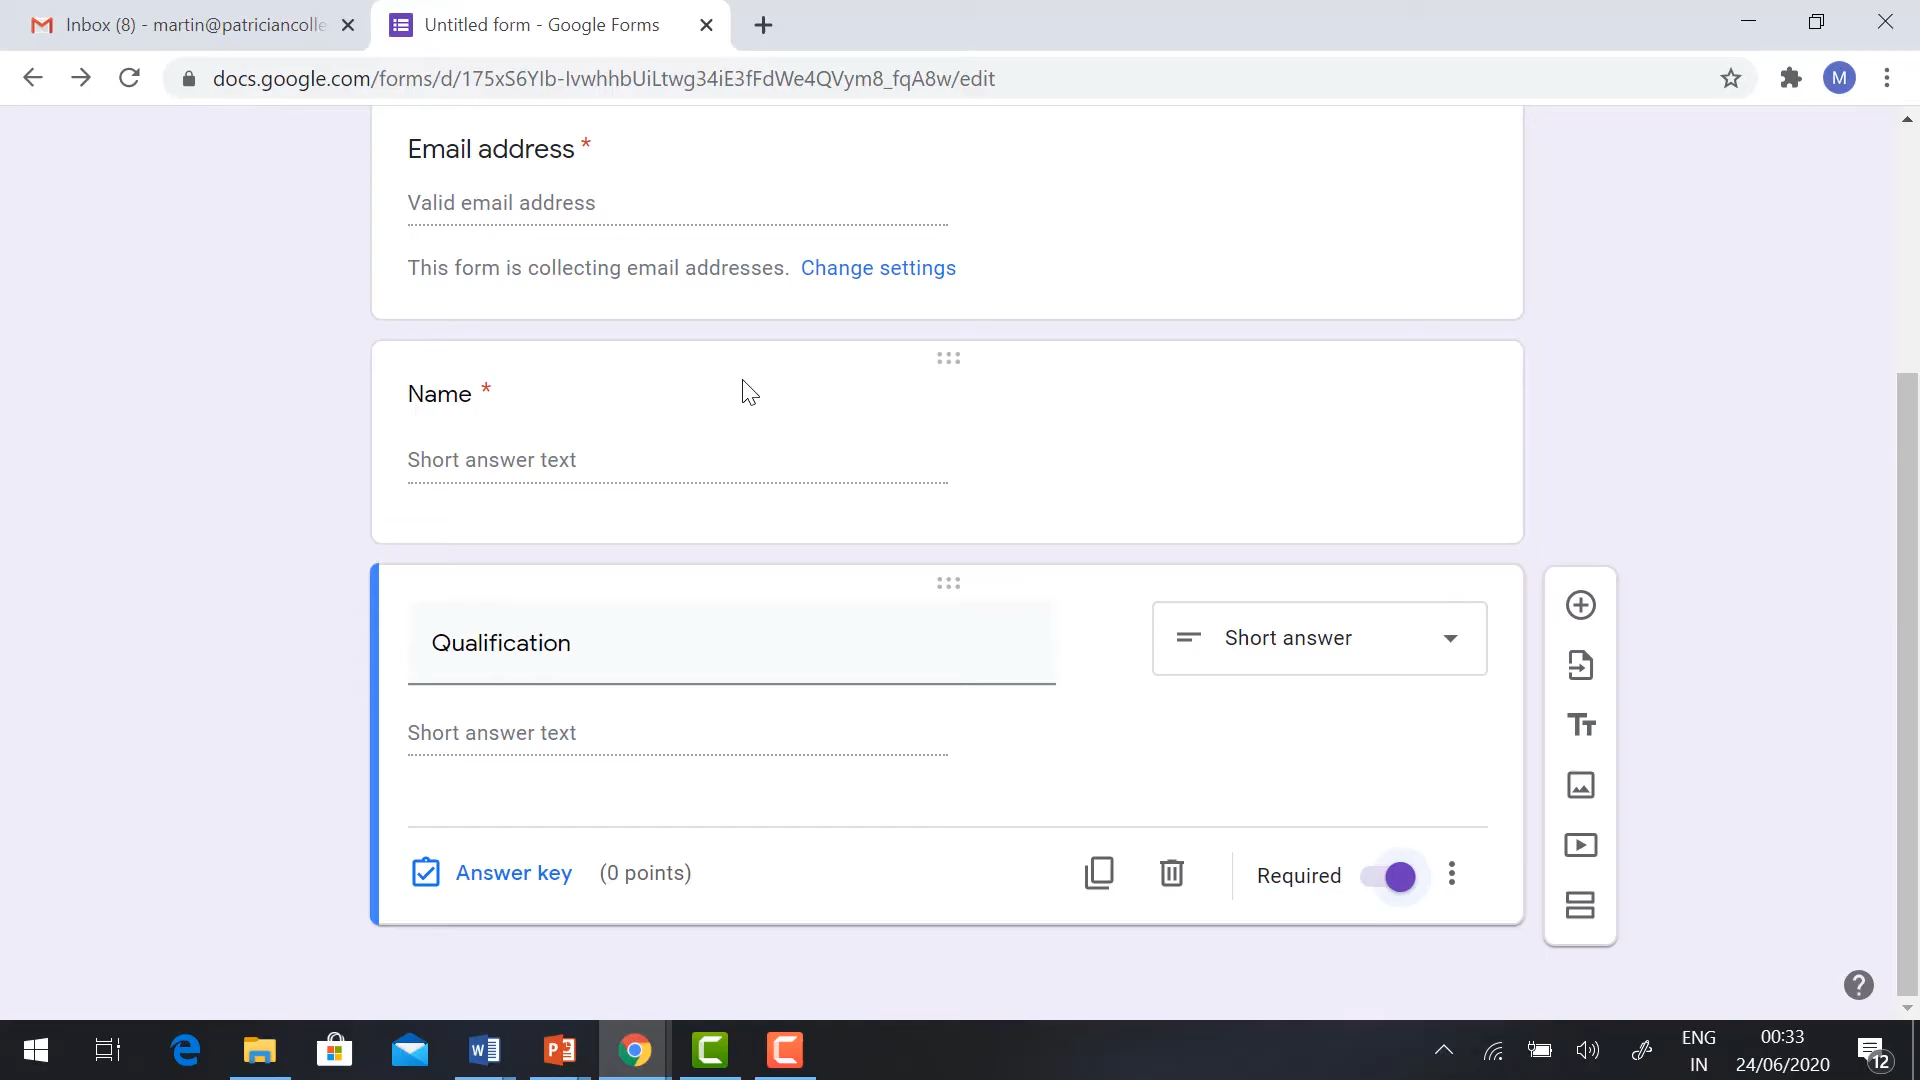 Inbox (8) - martin@patriciancolle
Untitled form - Google Forms
docs.google.com/forms/d/175xS6YIb-IvwhhbUiLtwg34iE3fFdWe4QVym8_fqA8w/edit
M
Email address *
Valid email address
This form is collecting email addresses. Change settings
Name *
Short answer text
Qualification
Short answer
Short answer text
Answer key (0 points)
Required
ENG
IN
00:33
24/06/2020
12